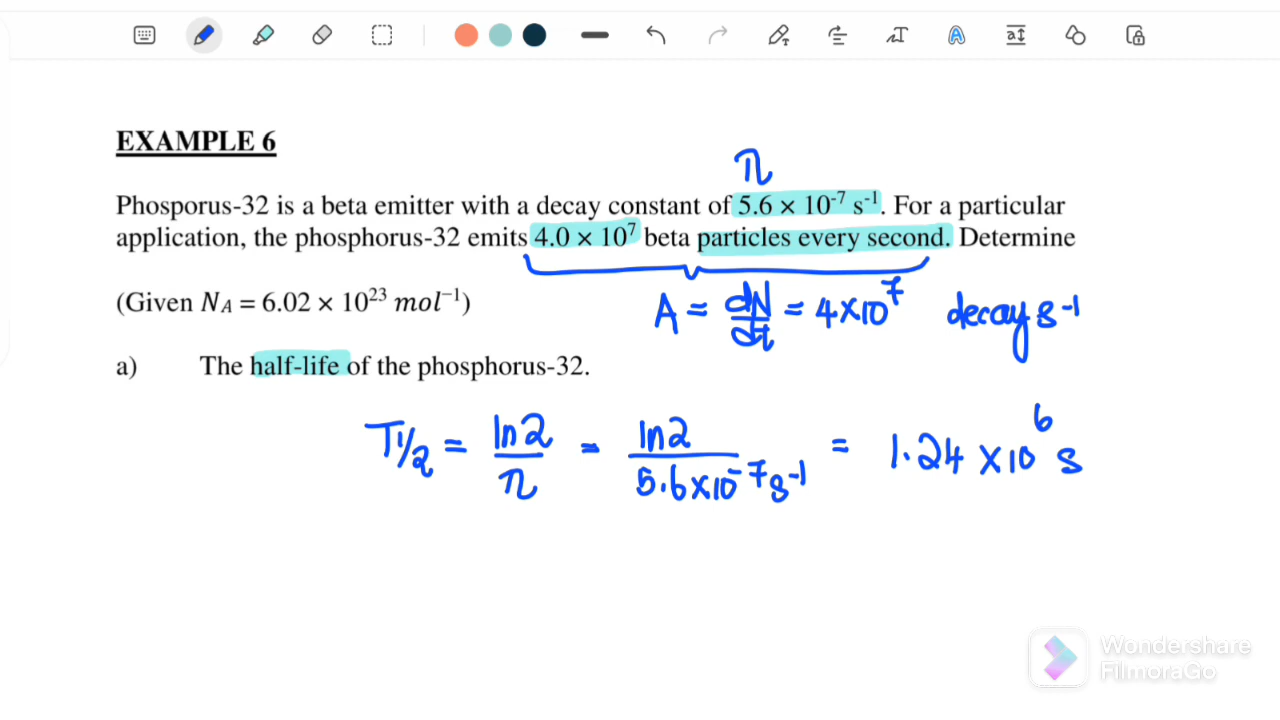 EXAMPLE 6
π
Phosporus-32 is a beta emitter with a decay constant of 5.6 × 10⁻⁷ s⁻¹. For a particular
application, the phosphorus-32 emits 4.0 × 10⁷ beta particles every second. Determine
(Given N_A = 6.02 × 10²³ mol⁻¹)
A = dN/dt = 4×10⁷ decay s⁻¹
a) The half-life of the phosphorus-32.
T1/2 = ln2/π = ln2/5.6×10⁻⁷s⁻¹ = 1.24×10⁶ s
Wondershare
FilmoraGo